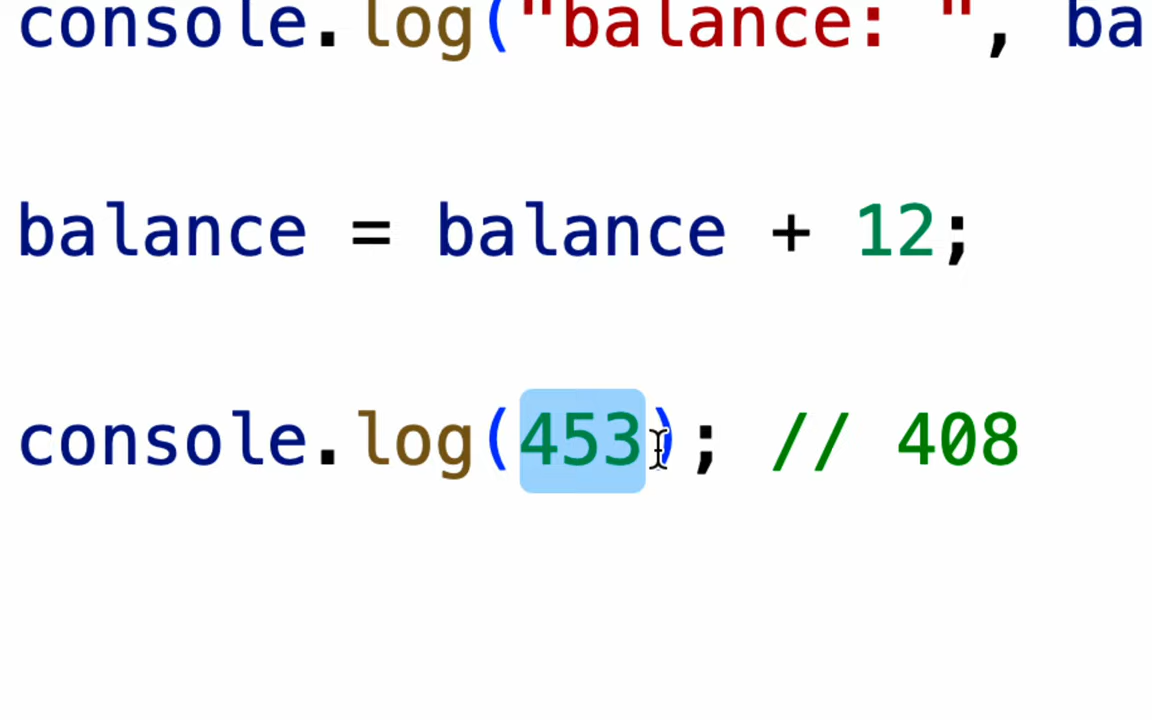 console.log("balance: ", ba
balance = balance + 12;
console.log(453); // 408